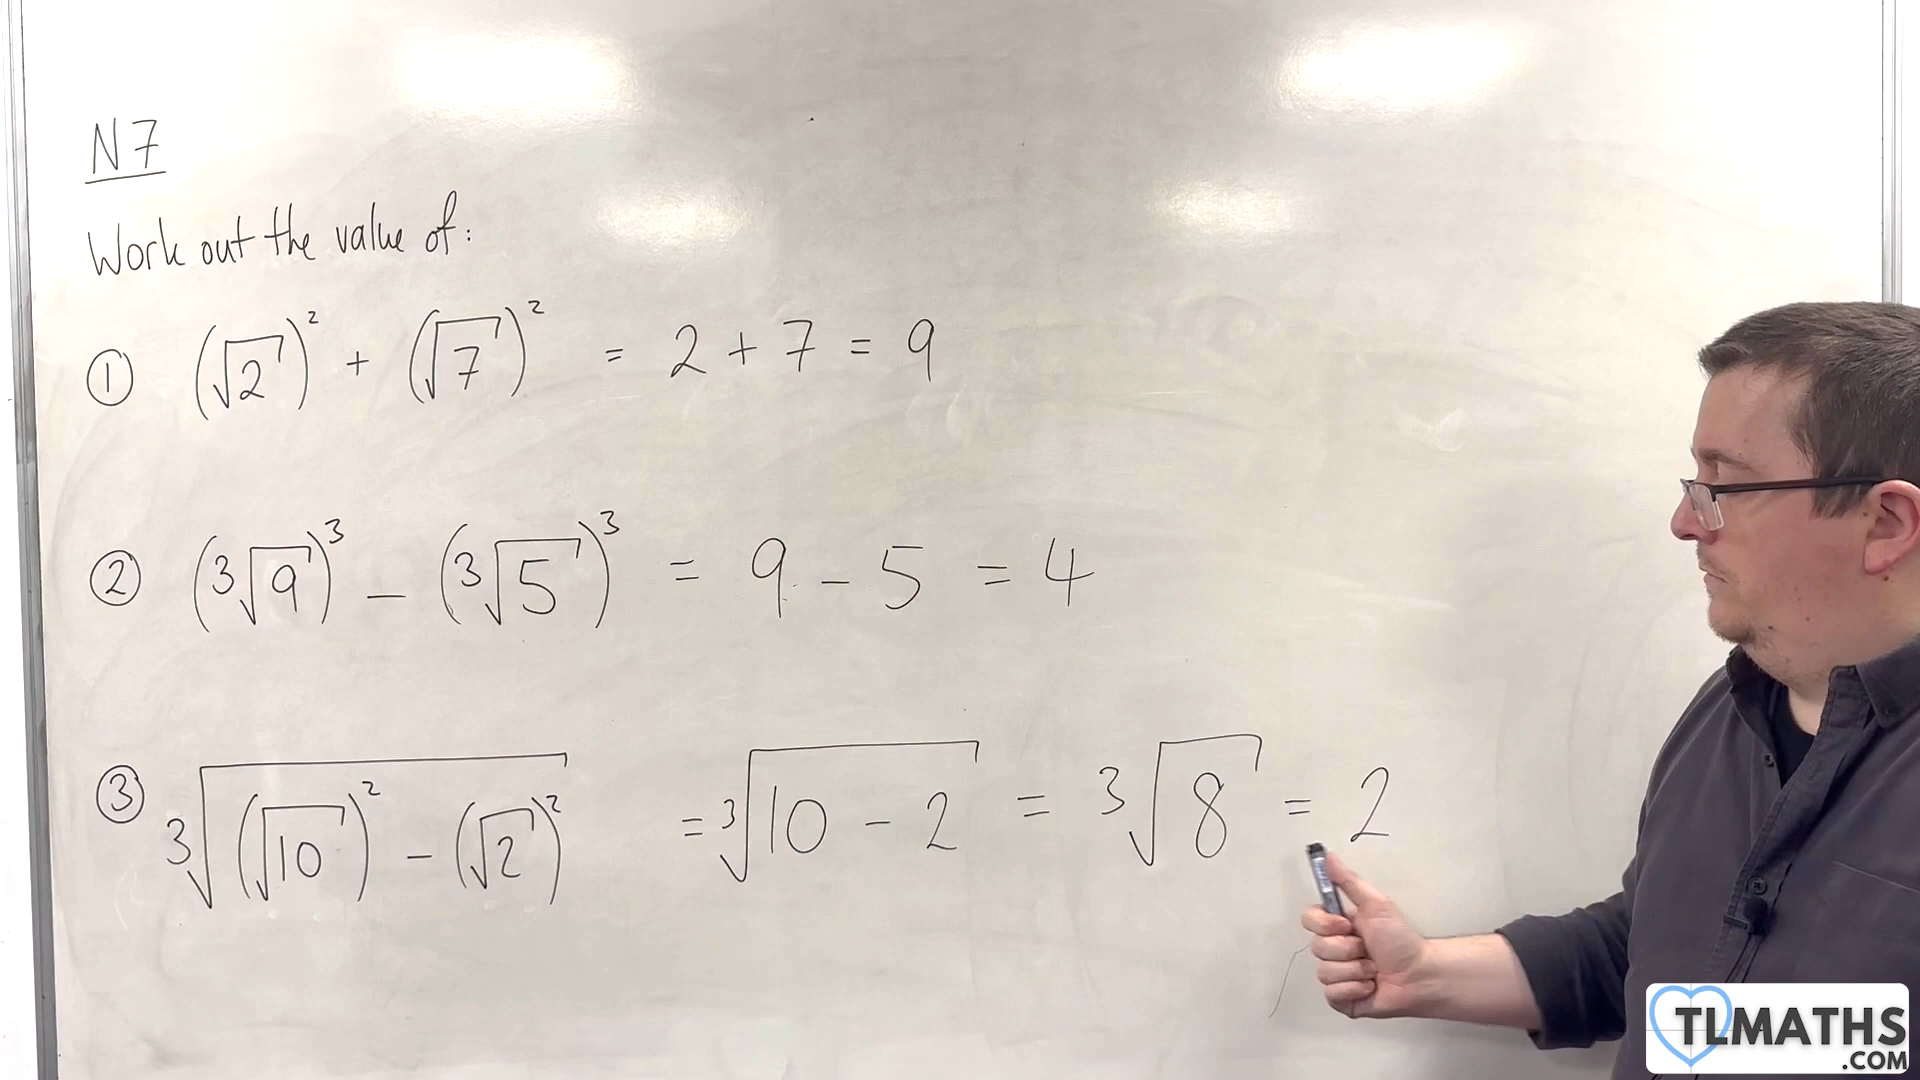 N7
Work out the value of:
① (√2)² + (√7)² = 2 + 7 = 9
② (³√9)³ − (³√5)³ = 9 − 5 = 4
③ ³√((√10)² − (√2)²) = ³√(10 − 2) = ³√8 = 2
TLMATHS
.COM